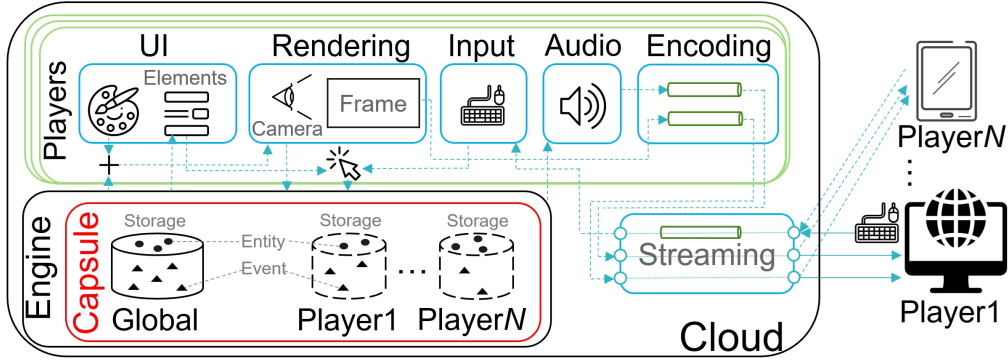 Players
UI
Elements
Rendering
Camera
Frame
Input
Audio
Encoding
PlayerN
Player1
Streaming
Engine
Capsule
Storage
Storage
Storage
Entity
Event
Global
Player1
...
PlayerN
Cloud